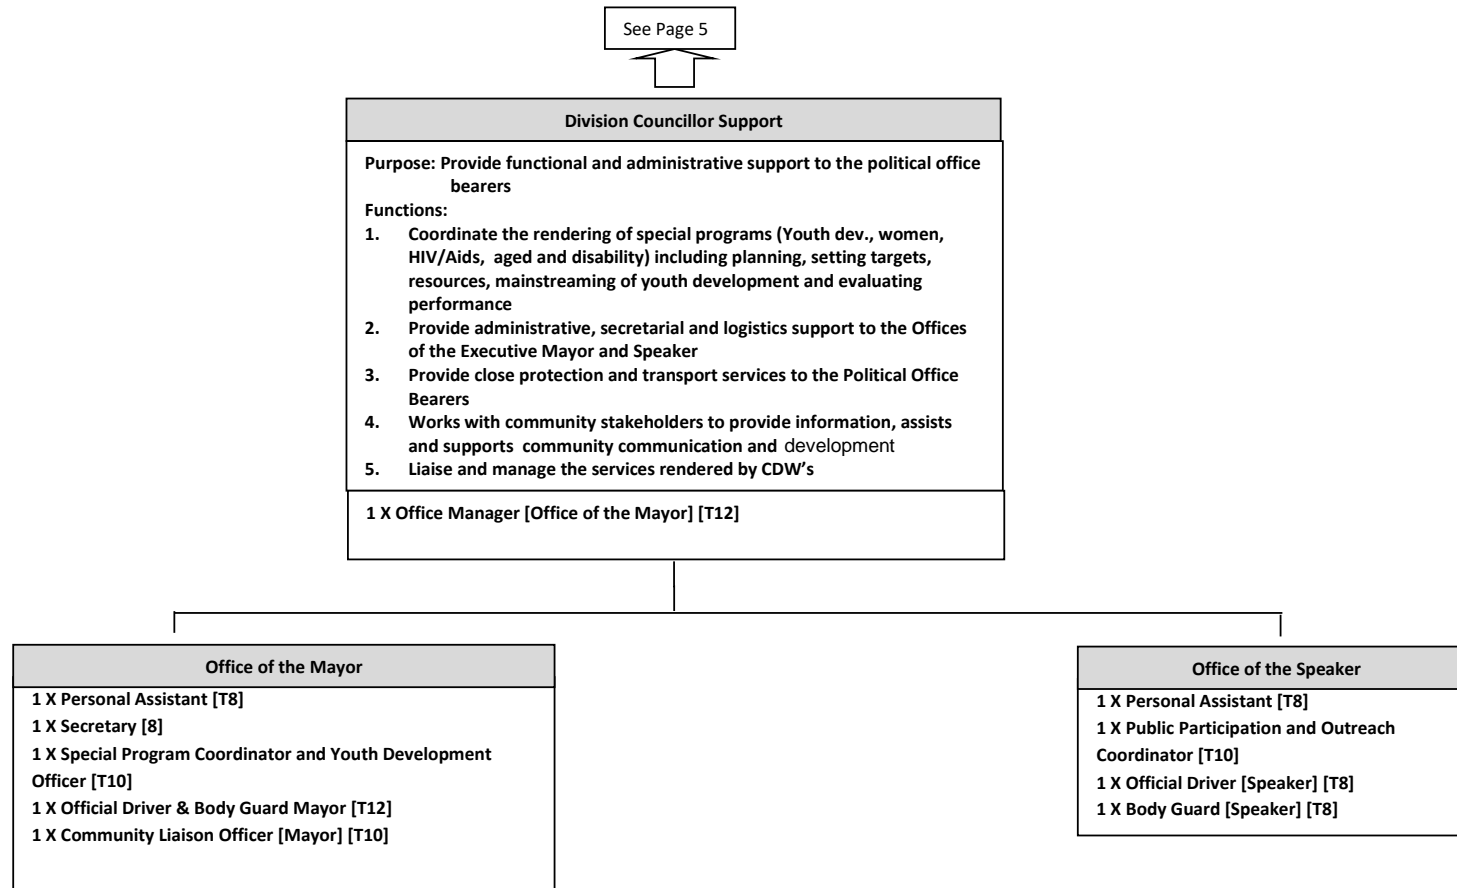 See Page 5
Division Councillor Support
Purpose: Provide functional and administrative support to the political office
bearers
Functions:
1. Coordinate the rendering of special programs (Youth dev., women,
HIV/Aids, aged and disability) including planning, setting targets,
resources, mainstreaming of youth development and evaluating
performance
2. Provide administrative, secretarial and logistics support to the Offices
of the Executive Mayor and Speaker
3. Provide close protection and transport services to the Political Office
Bearers
4. Works with community stakeholders to provide information, assists
and supports community communication and development
5. Liaise and manage the services rendered by CDW's
1 X Office Manager [Office of the Mayor] [T12]
Office of the Mayor
1 X Personal Assistant [T8]
1 X Secretary [8]
1 X Special Program Coordinator and Youth Development
Officer [T10]
1 X Official Driver & Body Guard Mayor [T12]
1 X Community Liaison Officer [Mayor] [T10]
Office of the Speaker
1 X Personal Assistant [T8]
1 X Public Participation and Outreach
Coordinator [T10]
1 X Official Driver [Speaker] [T8]
1 X Body Guard [Speaker] [T8]